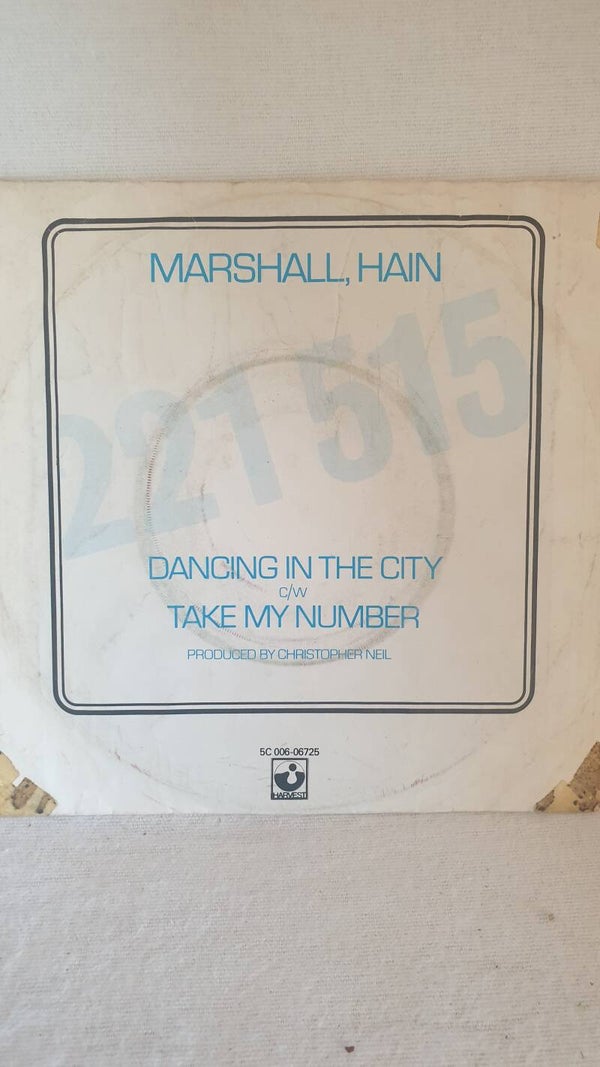 MARSHALL, HAIN
221 515
DANCING IN THE CITY
c/w
TAKE MY NUMBER
PRODUCED BY CHRISTOPHER NEIL
5C 006-06725
HARVEST